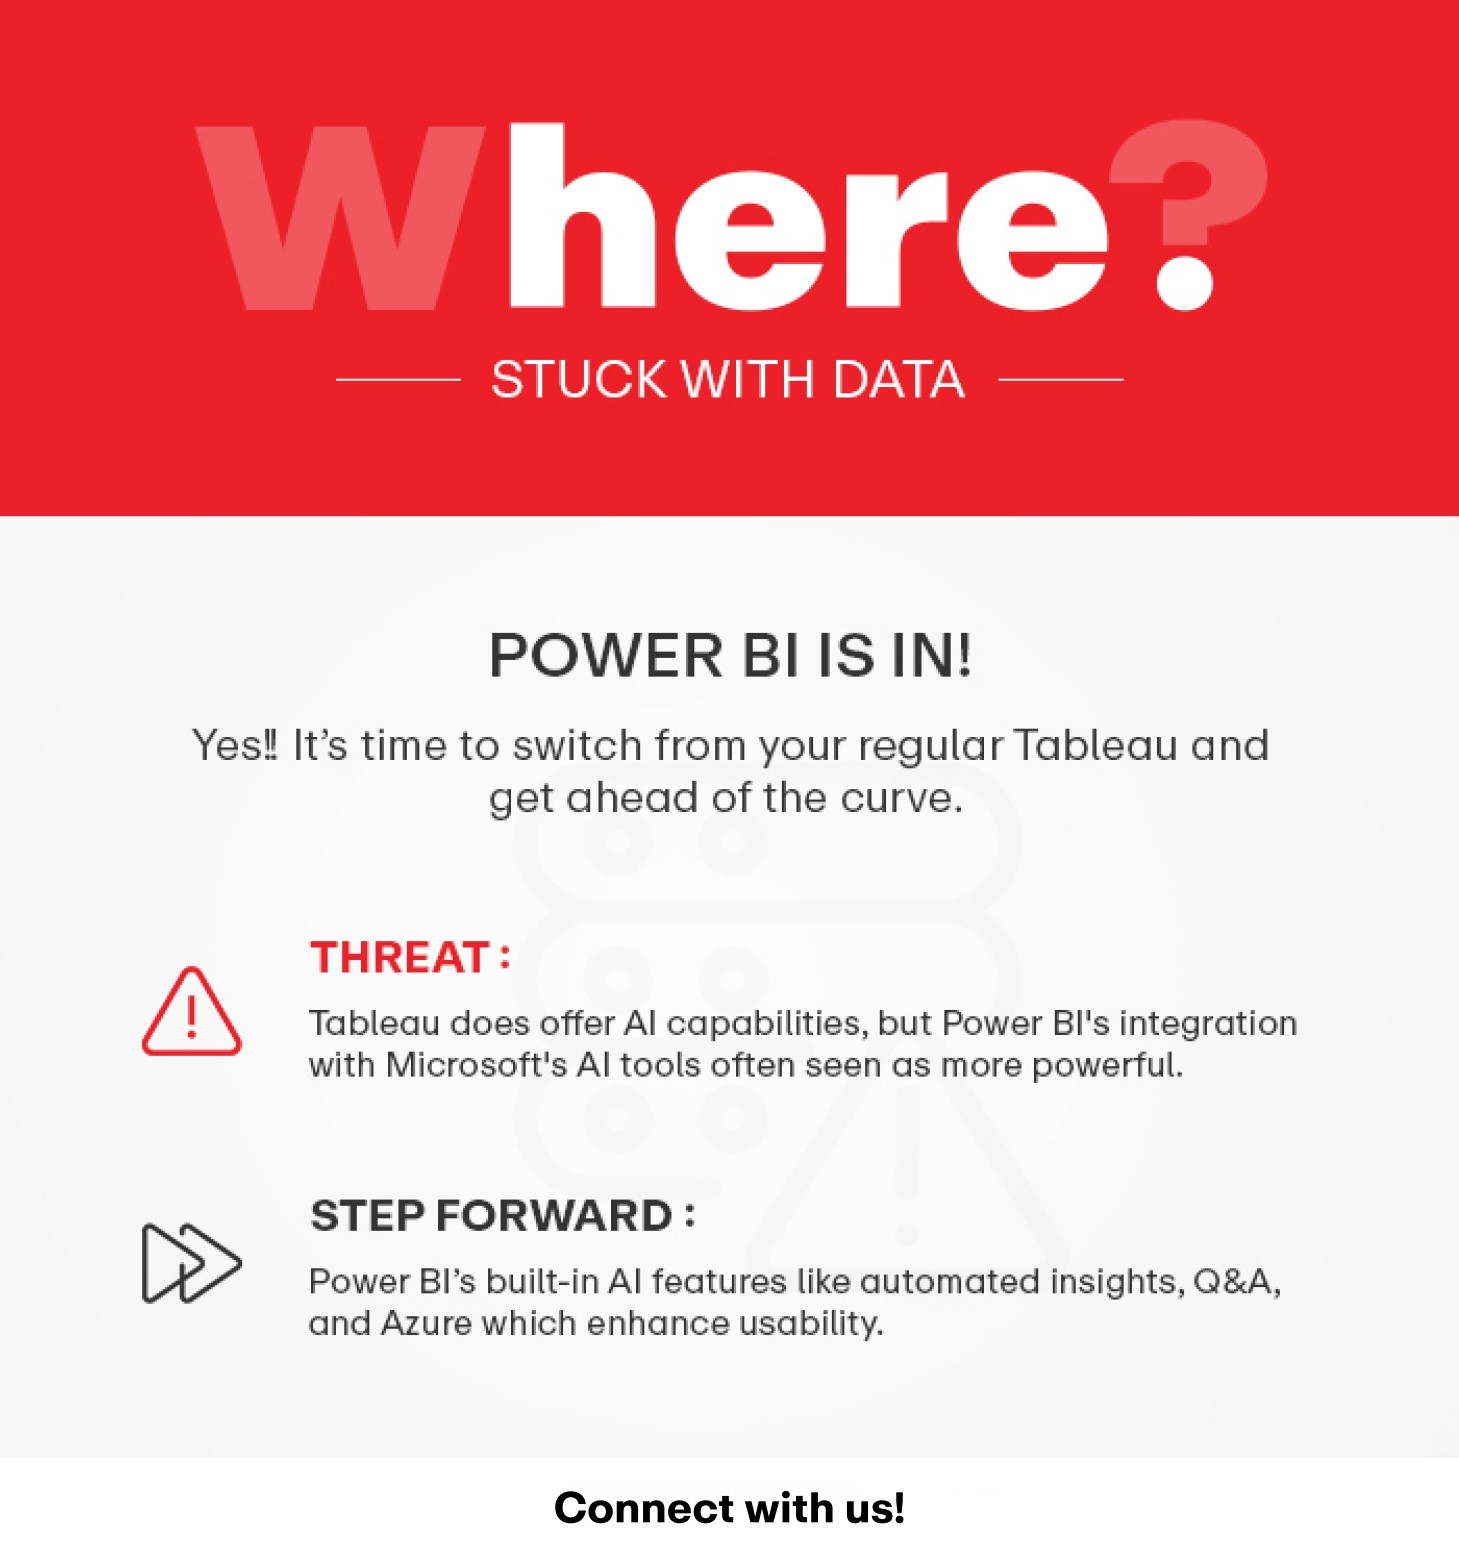 Where?
STUCK WITH DATA
POWER BI IS IN!
Yes!! It’s time to switch from your regular Tableau and
get ahead of the curve.
THREAT :
Tableau does offer AI capabilities, but Power BI's integration
with Microsoft's AI tools often seen as more powerful.
STEP FORWARD :
Power BI’s built-in AI features like automated insights, Q&A,
and Azure which enhance usability.
Connect with us!